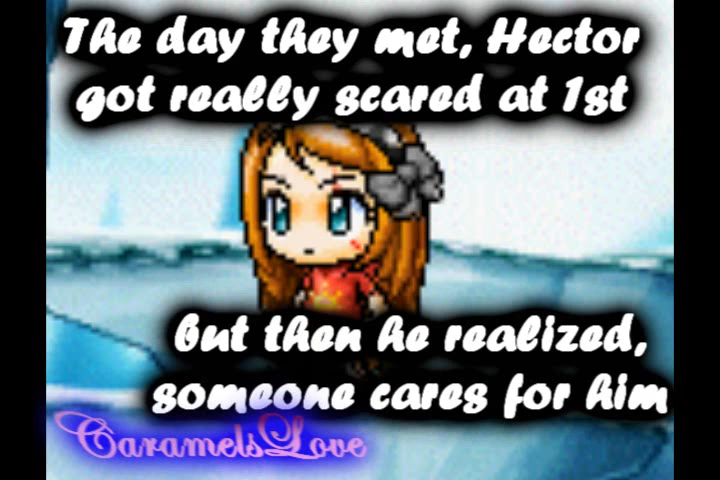 The day they met, Hector
got really scared at 1st
but then he realized,
someone cares for him
CaramelsLove